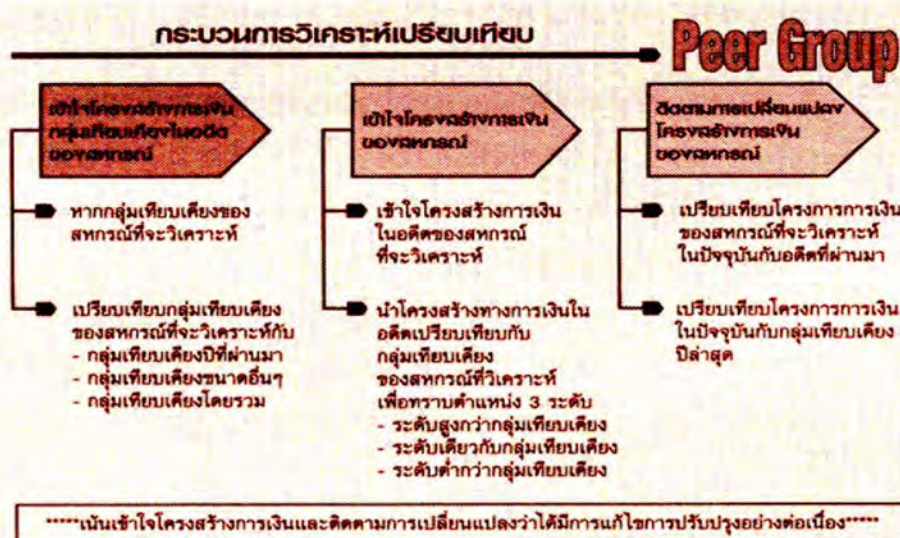 กระบวนการวิเคราะห์เปรียบเทียบ
Peer Group
เข้าใจโครงสร้างการเงิน
กลุ่มเทียบเคียงในอดีต
ของสหกรณ์
หากกลุ่มเทียบเคียงของ
สหกรณ์ที่จะวิเคราะห์
เปรียบเทียบกลุ่มเทียบเคียง
ของสหกรณ์ที่จะวิเคราะห์กับ
- กลุ่มเทียบเคียงปีที่ผ่านมา
- กลุ่มเทียบเคียงขนาดอื่นๆ
- กลุ่มเทียบเคียงโดยรวม
เข้าใจโครงสร้างการเงิน
ของสหกรณ์
เข้าใจโครงสร้างการเงิน
ในอดีตของสหกรณ์
ที่จะวิเคราะห์
นำโครงสร้างทางการเงินใน
อดีตเปรียบเทียบกับ
กลุ่มเทียบเคียง
ของสหกรณ์ที่วิเคราะห์
เพื่อทราบตำแหน่ง 3 ระดับ
- ระดับสูงกว่ากลุ่มเทียบเคียง
- ระดับเดียวกับกลุ่มเทียบเคียง
- ระดับต่ำกว่ากลุ่มเทียบเคียง
ติดตามการเปลี่ยนแปลง
โครงสร้างการเงิน
ของสหกรณ์
เปรียบเทียบโครงการการเงิน
ของสหกรณ์ที่จะวิเคราะห์
ในปัจจุบันกับอดีตที่ผ่านมา
เปรียบเทียบโครงการการเงิน
ในปัจจุบันกับกลุ่มเทียบเคียง
ปีล่าสุด
*****เน้นเข้าใจโครงสร้างการเงินและติดตามการเปลี่ยนแปลงว่าได้มีการแก้ไขการปรับปรุงอย่างต่อเนื่อง*****